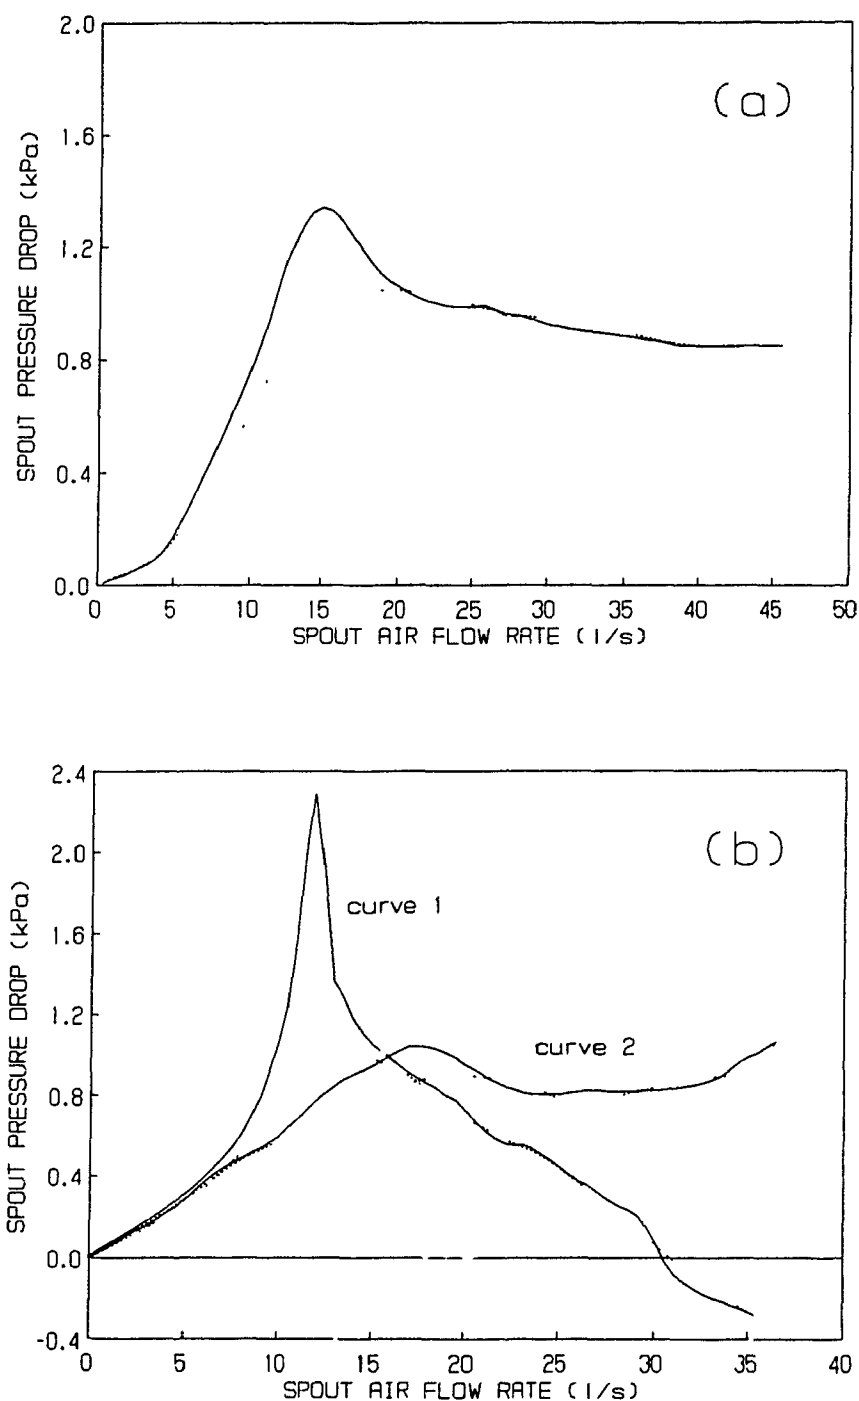 (a)
SPOUT PRESSURE DROP (kPa)
2.0
1.6
1.2
0.8
0.4
0.0
0 5 10 15 20 25 30 35 40 45 50
SPOUT AIR FLOW RATE (l/s)
(b)
SPOUT PRESSURE DROP (kPa)
2.4
2.0
1.6
1.2
0.8
0.4
0.0
-0.4
curve 1
curve 2
0 5 10 15 20 25 30 35 40
SPOUT AIR FLOW RATE (l/s)